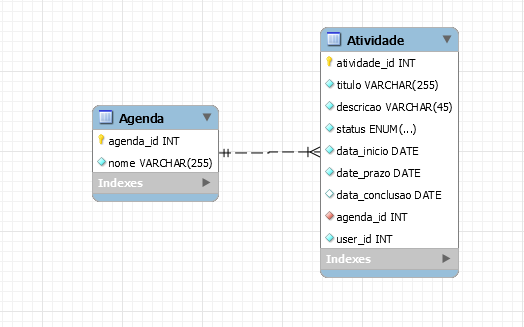 Agenda
agenda_id INT
nome VARCHAR(255)
Indexes
Atividade
atividade_id INT
titulo VARCHAR(255)
descricao VARCHAR(45)
status ENUM(...)
data_inicio DATE
date_prazo DATE
data_conclusao DATE
agenda_id INT
user_id INT
Indexes